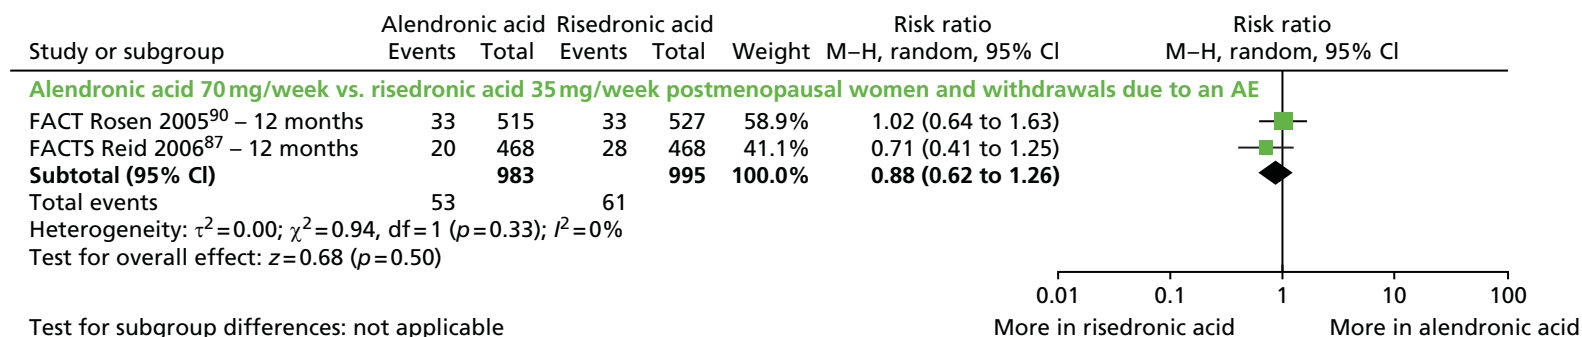 Alendronic acid Risedronic acid Risk ratio Risk ratio
Study or subgroup Events Total Events Total Weight M–H, random, 95% CI M–H, random, 95% CI
Alendronic acid 70 mg/week vs. risedronic acid 35 mg/week postmenopausal women and withdrawals due to an AE
FACT Rosen 2005⁹⁰ – 12 months 33 515 33 527 58.9% 1.02 (0.64 to 1.63)
FACTS Reid 2006⁸⁷ – 12 months 20 468 28 468 41.1% 0.71 (0.41 to 1.25)
Subtotal (95% CI) 983 995 100.0% 0.88 (0.62 to 1.26)
Total events 53 61
Heterogeneity: τ²=0.00; χ²=0.94, df=1 (p=0.33); I²=0%
Test for overall effect: z=0.68 (p=0.50)
0.01 0.1 1 10 100
Test for subgroup differences: not applicable More in risedronic acid More in alendronic acid